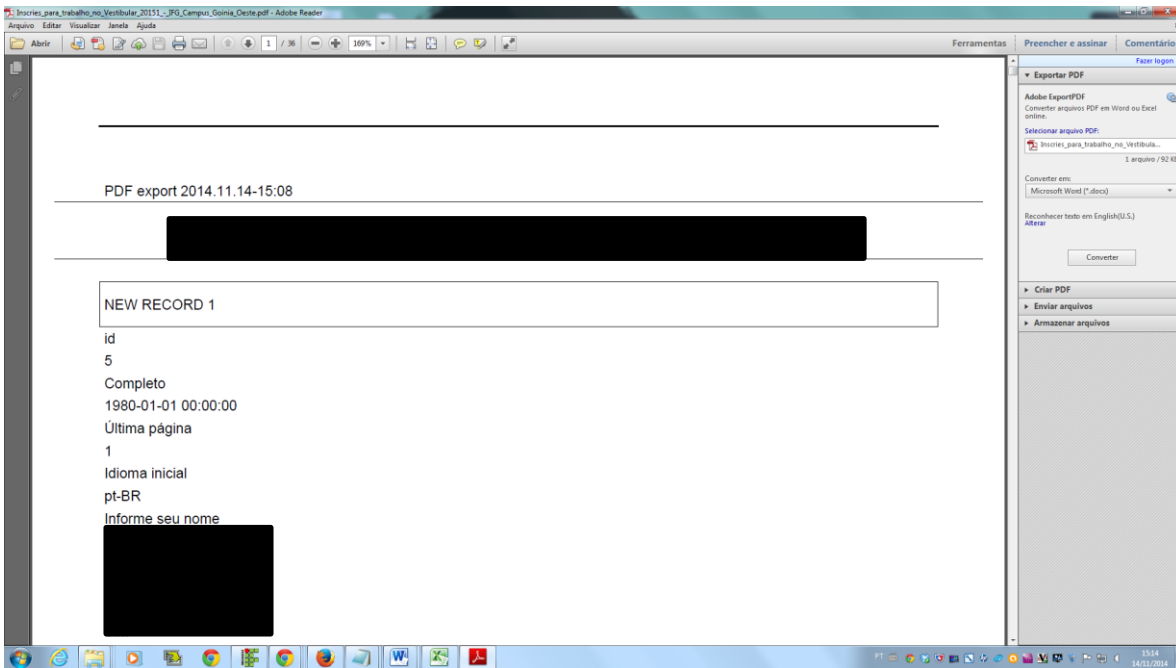 Inscries_para_trabalho_no_Vestibular_20151_-_IFG_Campus_Goinia_Oeste.pdf - Adobe Reader
Arquivo Editar Visualizar Janela Ajuda
Abrir 1 / 36 169% Ferramentas Preencher e assinar Comentário
Fazer logon
Exportar PDF
Adobe ExportPDF
Converter arquivos PDF em Word ou Excel
online.
Selecionar arquivo PDF:
Inscries_para_trabalho_no_Vestibula...
1 arquivo / 92 KB
Converter em:
Microsoft Word (*.docx)
Reconhecer texto em English(U.S.)
Alterar
Converter
Criar PDF
Enviar arquivos
Armazenar arquivos
PDF export 2014.11.14-15:08
NEW RECORD 1
id
5
Completo
1980-01-01 00:00:00
Última página
1
Idioma inicial
pt-BR
Informe seu nome
PT
15:14
14/11/2014